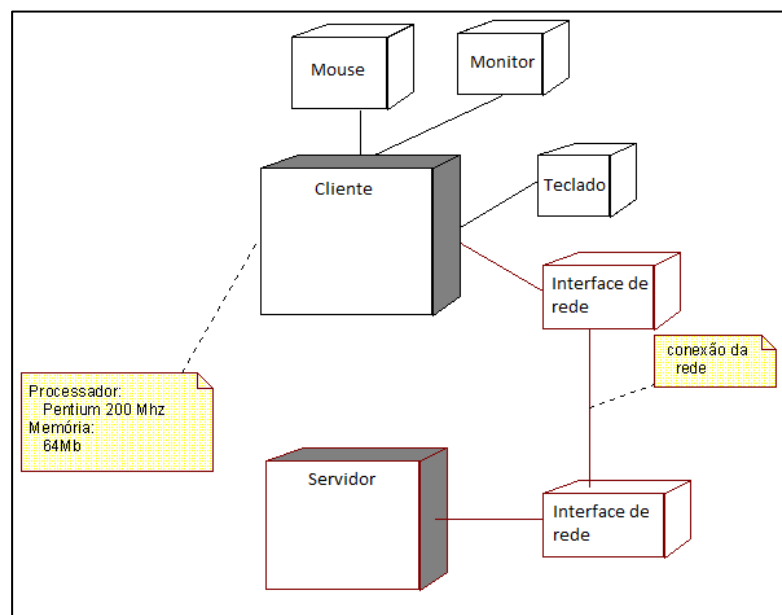 Mouse
Monitor
Cliente
Teclado
Interface de
rede
conexão da
rede
Processador:
Pentium 200 Mhz
Memória:
64Mb
Servidor
Interface de
rede